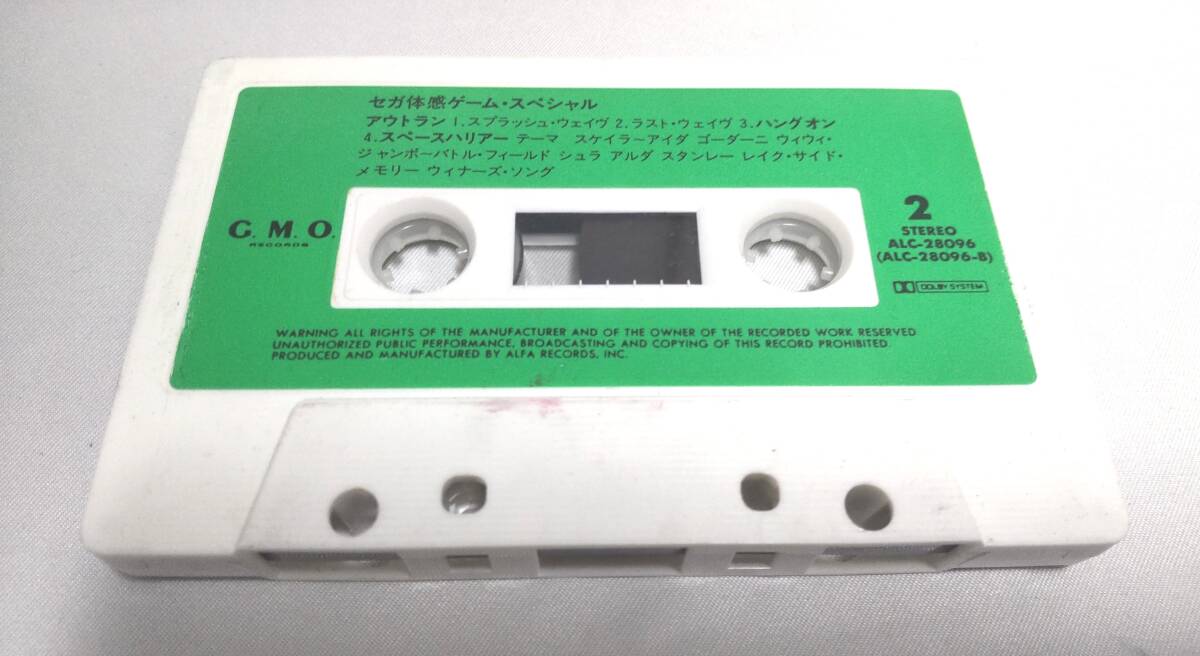 セガ体感ゲーム・スペシャル
アウトラン 1. スプラッシュ・ウェイヴ 2. ラスト・ウェイヴ 3. ハングオン
4. スペースハリアー テーマ スケイラ～アイダ ゴーダーニ ウィウィ・
ジャンボーバトル・フィールド シュラ アルダ スタンレー レイク・サイド・
メモリー ウィナーズ・ソング
G. M. O.
RECORDS
2
STEREO
ALC-28096
(ALC-28096-B)
DOLBY SYSTEM
WARNING ALL RIGHTS OF THE MANUFACTURER AND OF THE OWNER OF THE RECORDED WORK RESERVED.
UNAUTHORIZED PUBLIC PERFORMANCE, BROADCASTING AND COPYING OF THIS RECORD PROHIBITED.
PRODUCED AND MANUFACTURED BY ALFA RECORDS, INC.